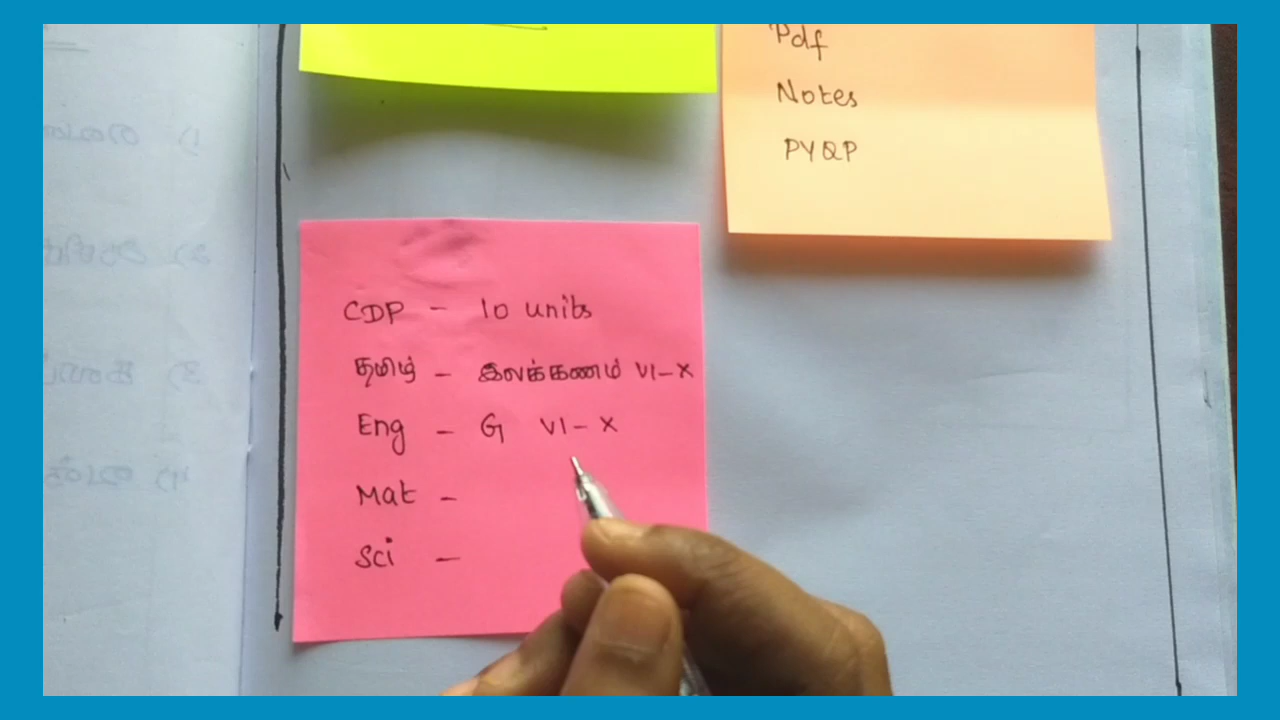 Pdf
Notes
PYQP
CDP - 10 units
தமிழ் - இலக்கணம் VI-X
Eng - G VI-X
Mat -
Sci -